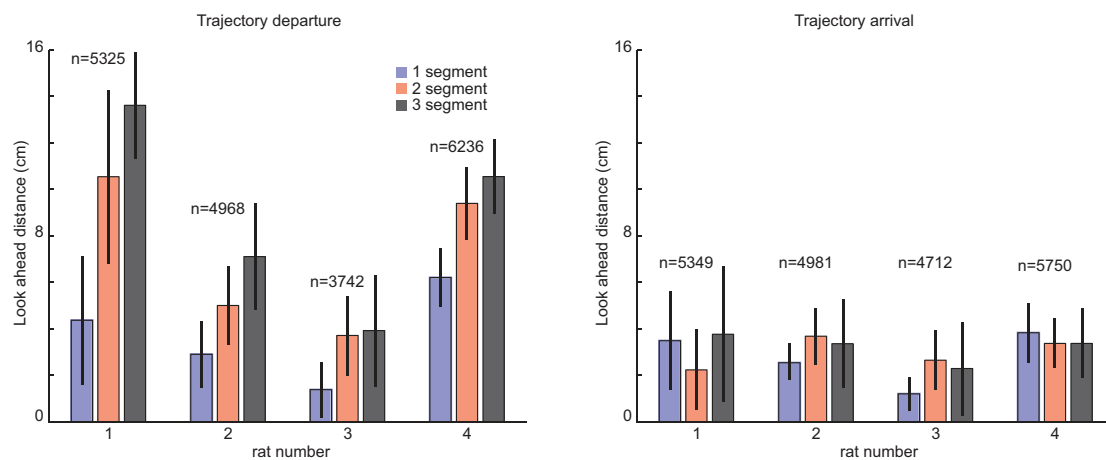 Trajectory departure
16
n=5325
1 segment
2 segment
3 segment
n=6236
n=4968
8
n=3742
0
Look ahead distance (cm)
1 2 3 4
rat number
Trajectory arrival
16
8
n=5349 n=4981 n=4712 n=5750
0
Look ahead distance (cm)
1 2 3 4
rat number